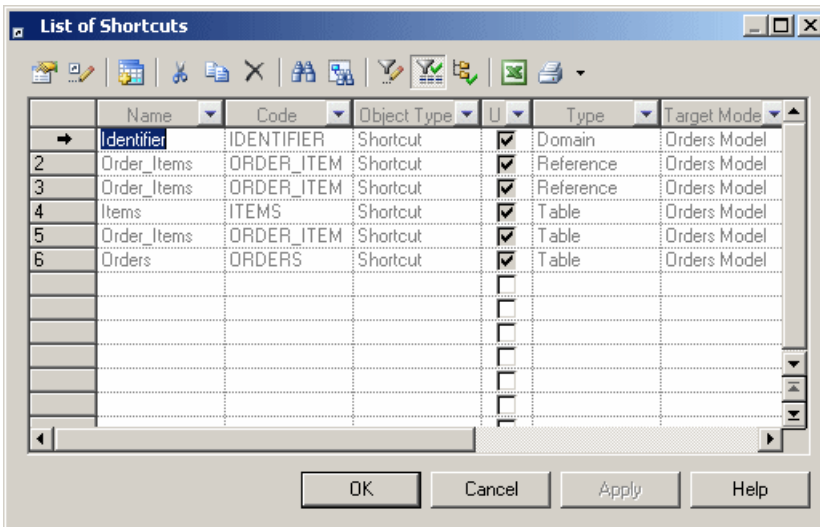 List of Shortcuts
Name Code Object Type U Type Target Mode
Identifier IDENTIFIER Shortcut Domain Orders Model
2 Order_Items ORDER_ITEM Shortcut Reference Orders Model
3 Order_Items ORDER_ITEM Shortcut Reference Orders Model
4 Items ITEMS Shortcut Table Orders Model
5 Order_Items ORDER_ITEM Shortcut Table Orders Model
6 Orders ORDERS Shortcut Table Orders Model
OK Cancel Apply Help